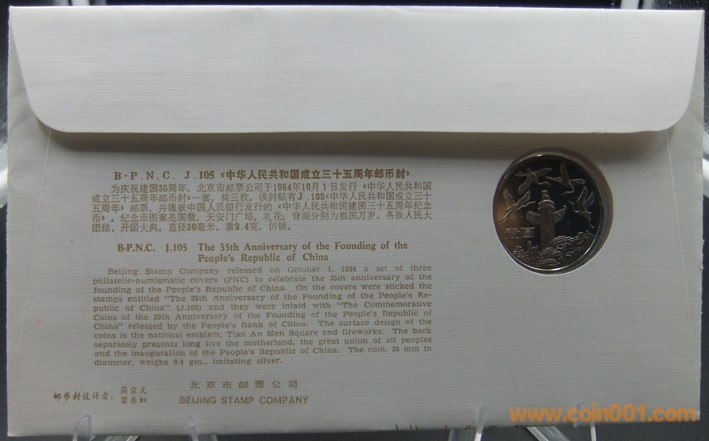 B-P.N.C. J.105《中华人民共和国成立三十五周年邮币封》
为庆祝建国35周年，北京市邮票公司于1984年10月1日发行《中华人民共和国
成立三十五周年邮币封》一套，共三枚。该封贴有J.105《中华人民共和国成立三十五
周年》邮票，并镶嵌中国人民银行发行的《中华人民共和国建国三十五周年纪念
币》。纪念币图案是国徽、天安门广场、礼花；背面分别为祖国万岁、各族人民大
团结、开国大典。直径30毫米、重9.4克，仿银。
B-P.N.C. J.105 The 35th Anniversary of the Founding of the
People's Republic of China
Beijing Stamp Company released on October 1, 1984 a set of three
philatelic-numismatic covers (PNC) to celebrate the 35th anniversary of the
founding of the People's Republic of China. On the covers were sticked the
stamps entitled "The 35th Anniversary of the Founding of the People's Re-
public of China" (J.105) and they were inlaid with "The Commemorative
Coins of the 35th Anniversary of the Founding of the People's Republic of
China" released by the People's Bank of China. The surface design of the
coins is the national emblem, Tian An Men Square and fireworks. The back
separately presents long live the motherland, the great union of all peoples
and the inauguration of the People's Republic of China. The coin, 30 mm in
diameter, weighs 9.4 gm., imitating silver.
邮币封设计者：
北京市邮票公司
BEIJING STAMP COMPANY
www.coin001.com